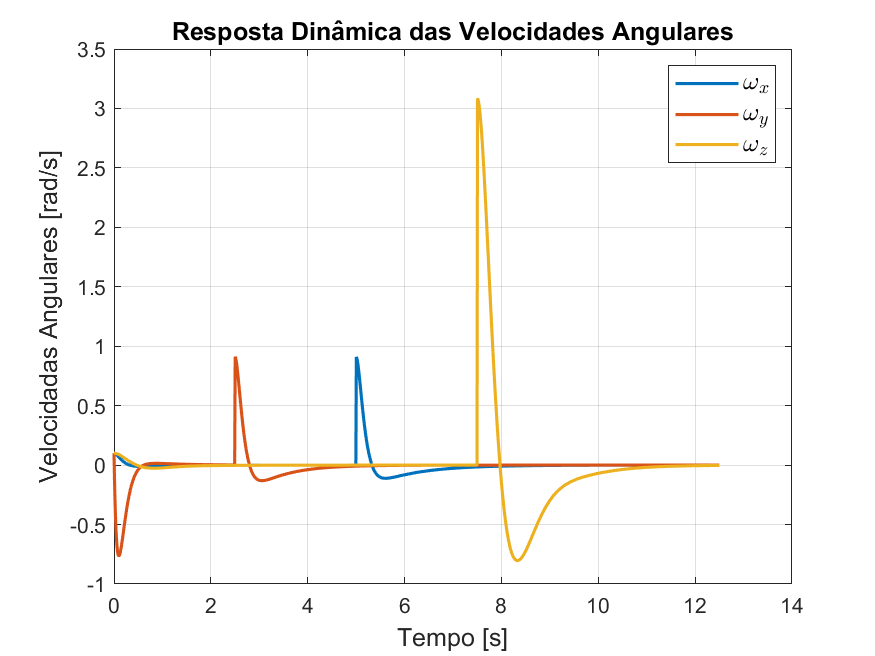 Resposta Dinâmica das Velocidades Angulares
3.5
3
2.5
2
1.5
1
0.5
0
-0.5
-1
Velocidadas Angulares [rad/s]
ωx
ωy
ωz
0 2 4 6 8 10 12 14
Tempo [s]